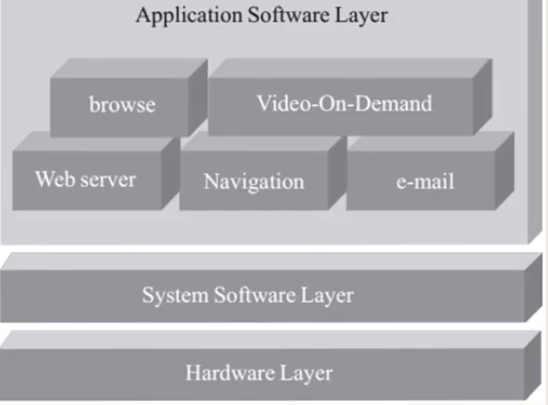 Application Software Layer
browse
Video-On-Demand
Web server
Navigation
e-mail
System Software Layer
Hardware Layer